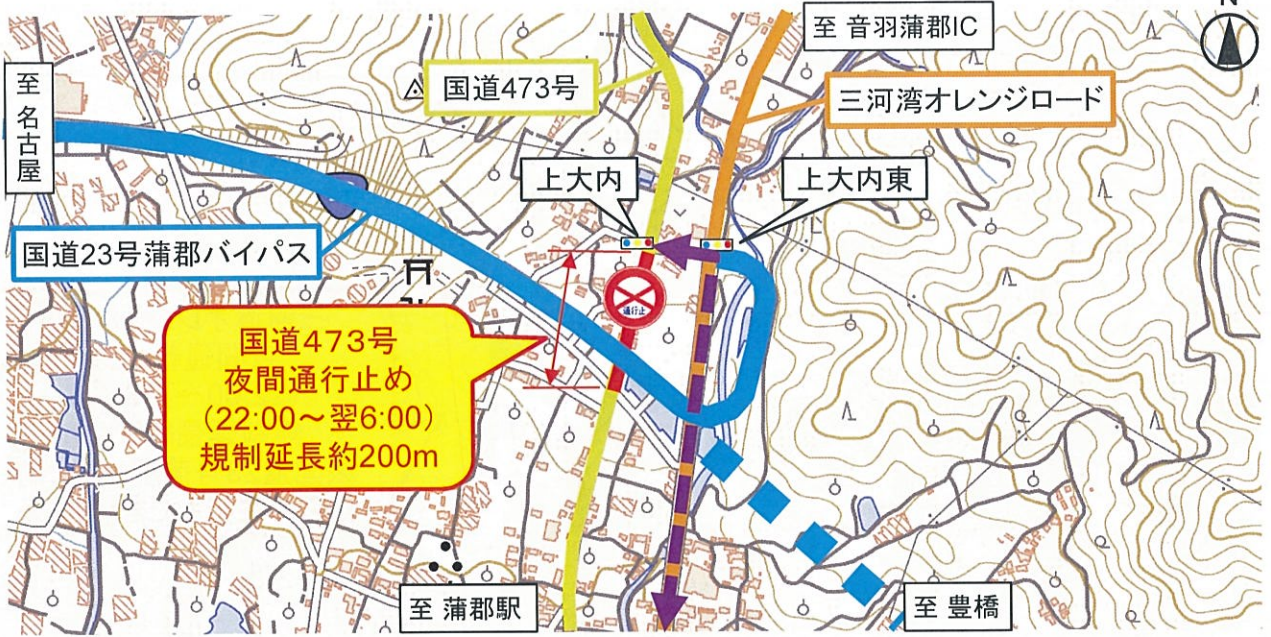 N
至 音羽蒲郡IC
至 名古屋
国道473号
三河湾オレンジロード
上大内
上大内東
国道23号蒲郡バイパス
通行止
国道473号
夜間通行止め
(22:00～翌6:00)
規制延長約200m
至 蒲郡駅
至 豊橋